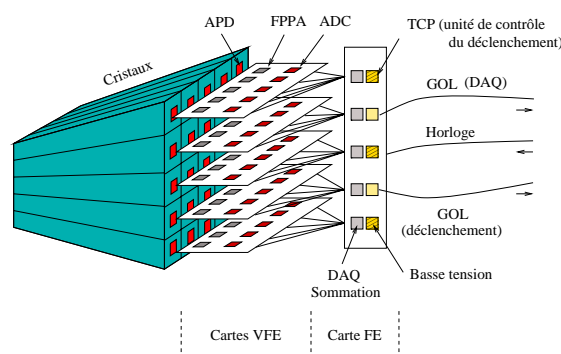 APD
FPPA
ADC
TCP (unité de contrôle
du déclenchement)
Cristaux
GOL (DAQ)
Horloge
GOL
(déclenchement)
DAQ
Sommation
Basse tension
Cartes VFE
Carte FE